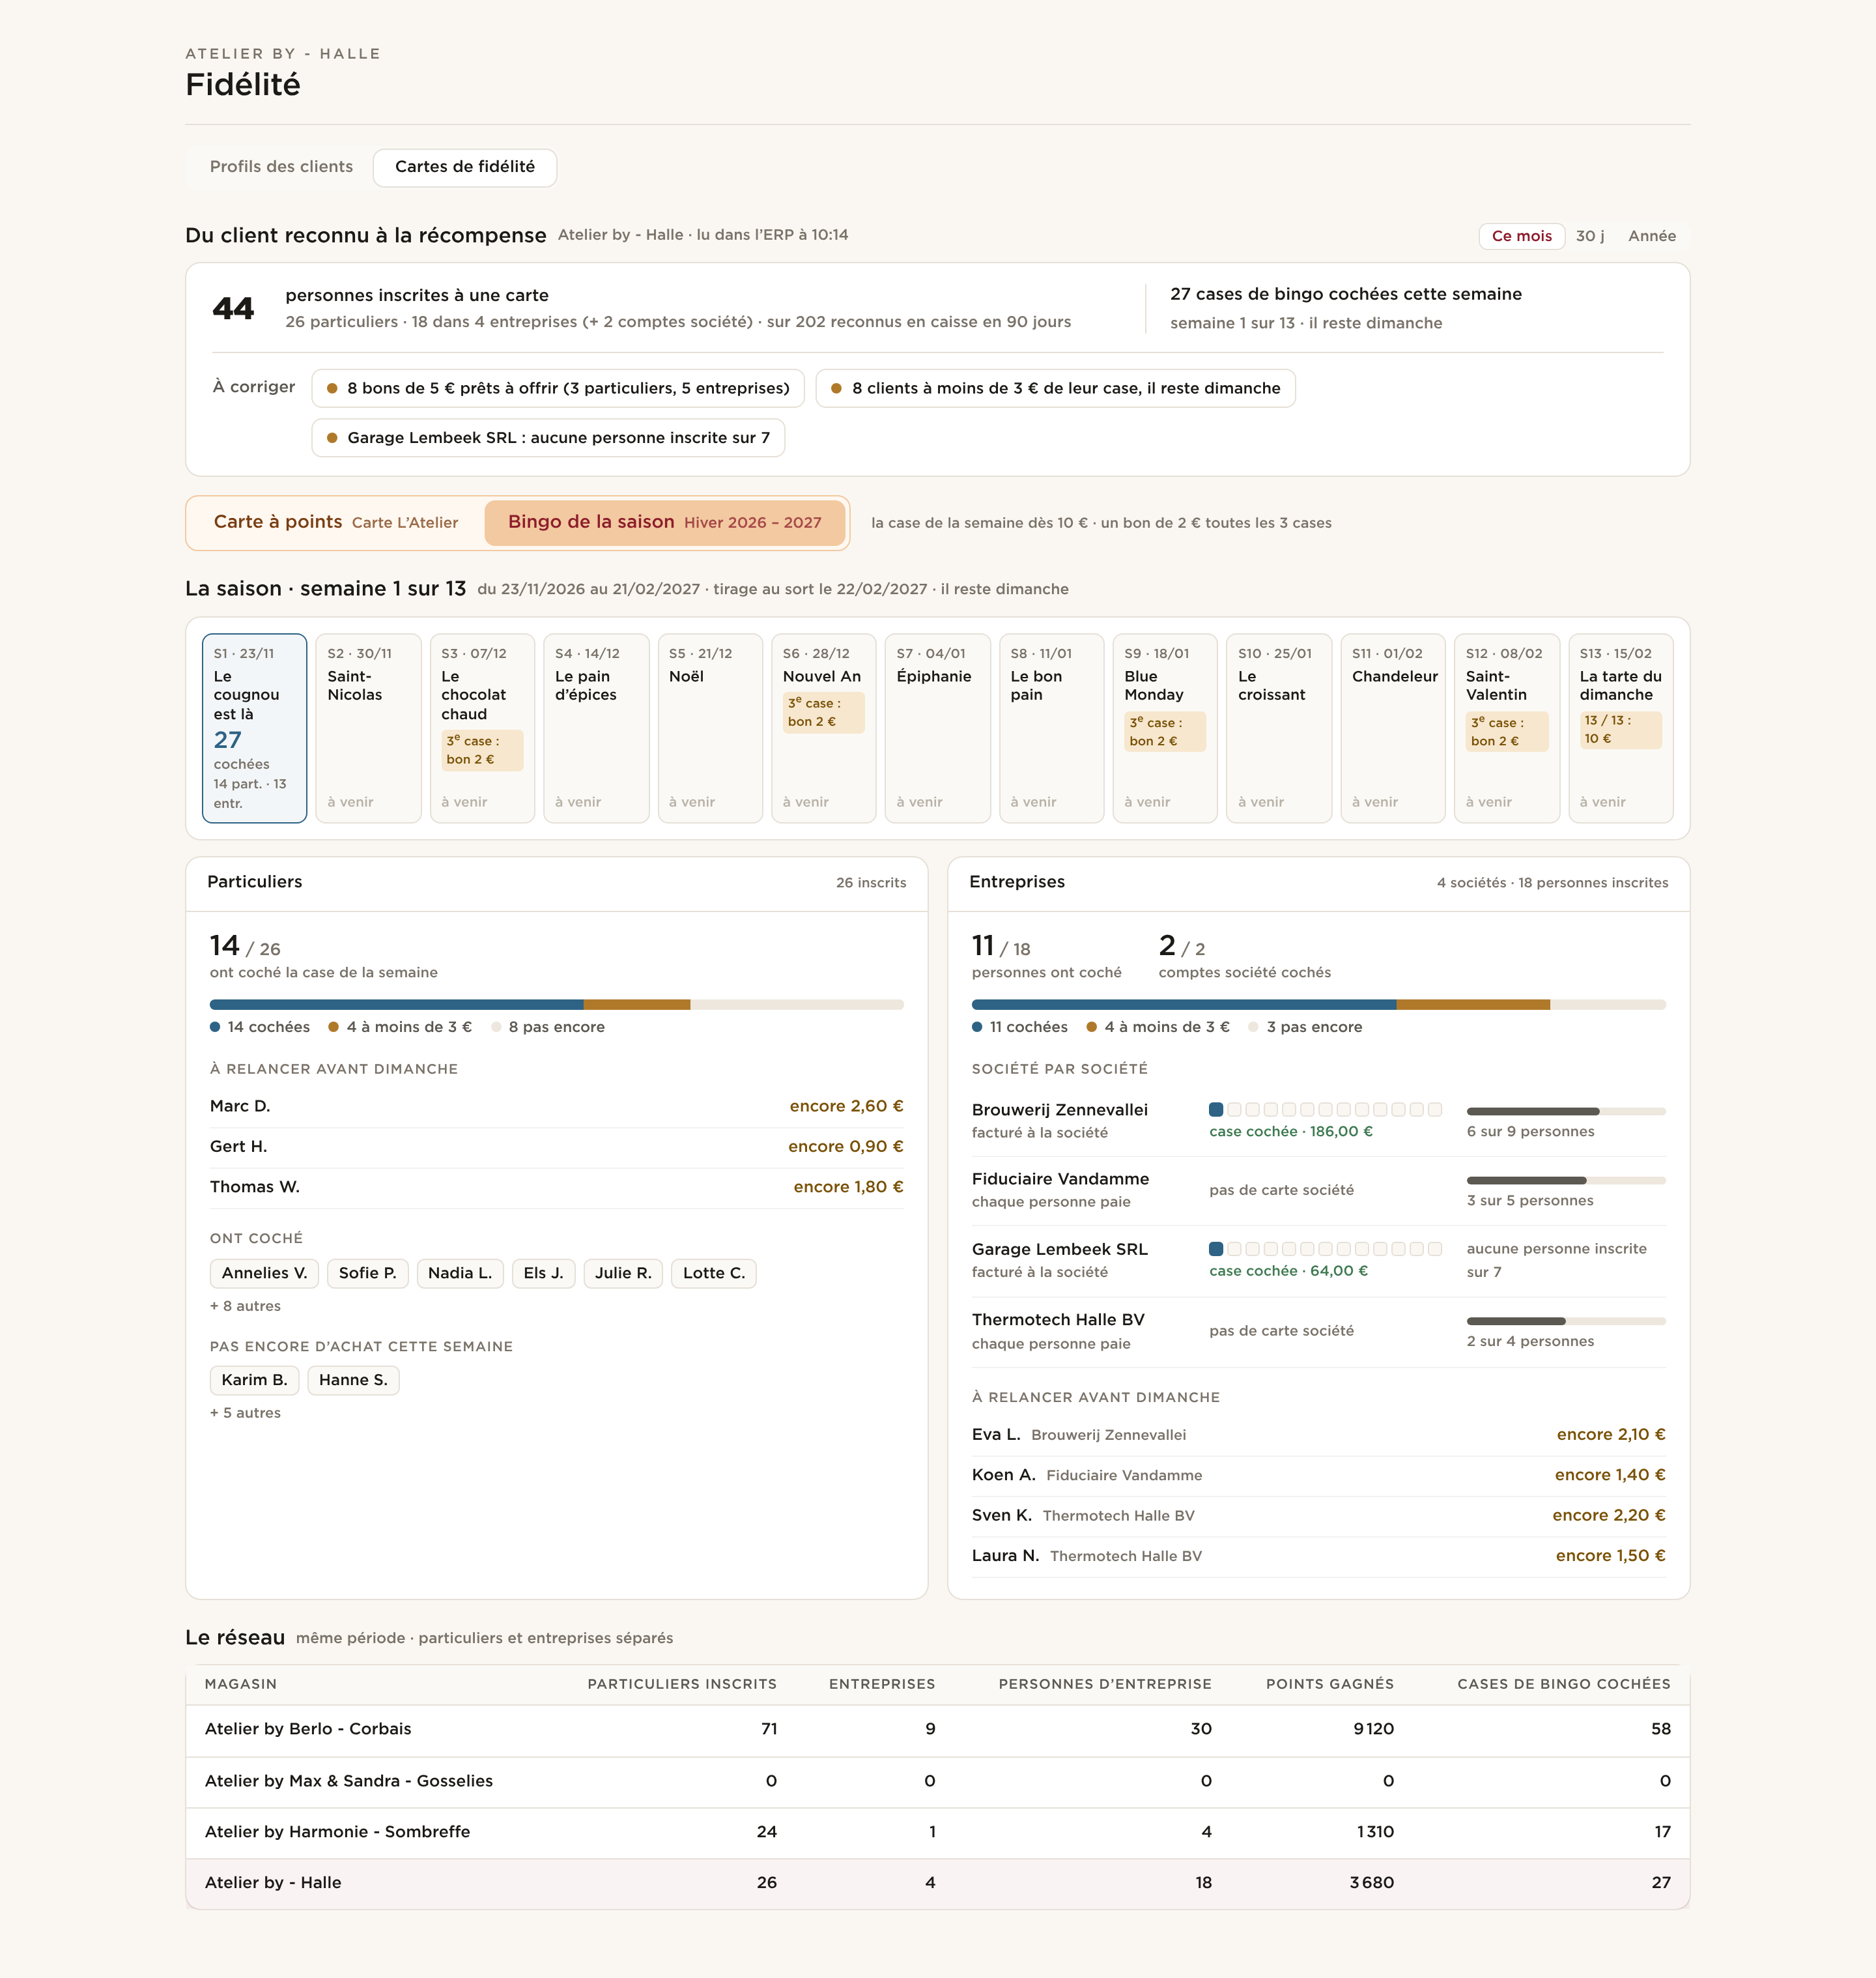 ATELIER BY - HALLE
Fidélité
Profils des clients
Cartes de fidélité
Du client reconnu à la récompense Atelier by - Halle · lu dans l’ERP à 10:14
Ce mois 30 j Année
44
personnes inscrites à une carte
26 particuliers · 18 dans 4 entreprises (+ 2 comptes société) · sur 202 reconnus en caisse en 90 jours
27 cases de bingo cochées cette semaine
semaine 1 sur 13 · il reste dimanche
À corriger
8 bons de 5 € prêts à offrir (3 particuliers, 5 entreprises)
8 clients à moins de 3 € de leur case, il reste dimanche
Garage Lembeek SRL : aucune personne inscrite sur 7
Carte à points Carte L’Atelier
Bingo de la saison Hiver 2026 – 2027
la case de la semaine dès 10 € · un bon de 2 € toutes les 3 cases
La saison · semaine 1 sur 13 du 23/11/2026 au 21/02/2027 · tirage au sort le 22/02/2027 · il reste dimanche
S1 · 23/11
Le
cougnou
est là
27
cochées
14 part. · 13
entr.
S2 · 30/11
Saint-
Nicolas
à venir
S3 · 07/12
Le
chocolat
chaud
3e case :
bon 2 €
à venir
S4 · 14/12
Le pain
d’épices
à venir
S5 · 21/12
Noël
à venir
S6 · 28/12
Nouvel An
3e case :
bon 2 €
à venir
S7 · 04/01
Épiphanie
à venir
S8 · 11/01
Le bon
pain
à venir
S9 · 18/01
Blue
Monday
3e case :
bon 2 €
à venir
S10 · 25/01
Le
croissant
à venir
S11 · 01/02
Chandeleur
à venir
S12 · 08/02
Saint-
Valentin
3e case :
bon 2 €
à venir
S13 · 15/02
La tarte du
dimanche
13 / 13 :
10 €
à venir
Particuliers
26 inscrits
14 / 26
ont coché la case de la semaine
14 cochées 4 à moins de 3 € 8 pas encore
À RELANCER AVANT DIMANCHE
Marc D. encore 2,60 €
Gert H. encore 0,90 €
Thomas W. encore 1,80 €
ONT COCHÉ
Annelies V. Sofie P. Nadia L. Els J. Julie R. Lotte C.
+ 8 autres
PAS ENCORE D’ACHAT CETTE SEMAINE
Karim B. Hanne S.
+ 5 autres
Entreprises
4 sociétés · 18 personnes inscrites
11 / 18
personnes ont coché
2 / 2
comptes société cochés
11 cochées 4 à moins de 3 € 3 pas encore
SOCIÉTÉ PAR SOCIÉTÉ
Brouwerij Zennevallei
facturé à la société
case cochée · 186,00 €
6 sur 9 personnes
Fiduciaire Vandamme
chaque personne paie
pas de carte société
3 sur 5 personnes
Garage Lembeek SRL
facturé à la société
case cochée · 64,00 €
aucune personne inscrite
sur 7
Thermotech Halle BV
chaque personne paie
pas de carte société
2 sur 4 personnes
À RELANCER AVANT DIMANCHE
Eva L. Brouwerij Zennevallei encore 2,10 €
Koen A. Fiduciaire Vandamme encore 1,40 €
Sven K. Thermotech Halle BV encore 2,20 €
Laura N. Thermotech Halle BV encore 1,50 €
Le réseau même période · particuliers et entreprises séparés
MAGASIN PARTICULIERS INSCRITS ENTREPRISES PERSONNES D’ENTREPRISE POINTS GAGNÉS CASES DE BINGO COCHÉES
Atelier by Berlo - Corbais 71 9 30 9 120 58
Atelier by Max & Sandra - Gosselies 0 0 0 0 0
Atelier by Harmonie - Sombreffe 24 1 4 1 310 17
Atelier by - Halle 26 4 18 3 680 27